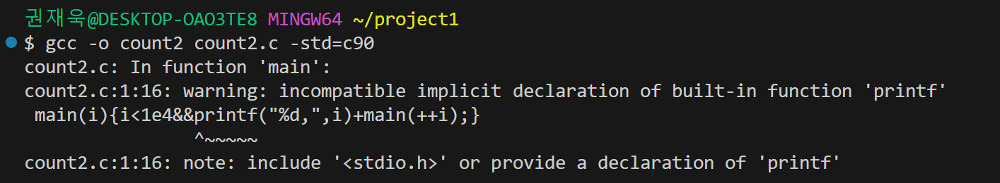 권재욱@DESKTOP-OAO3TE8 MINGW64 ~/project1
$ gcc -o count2 count2.c -std=c90
count2.c: In function 'main':
count2.c:1:16: warning: incompatible implicit declaration of built-in function 'printf'
 main(i){i<1e4&&printf("%d,",i)+main(++i);}
                ^~~~~~
count2.c:1:16: note: include '<stdio.h>' or provide a declaration of 'printf'